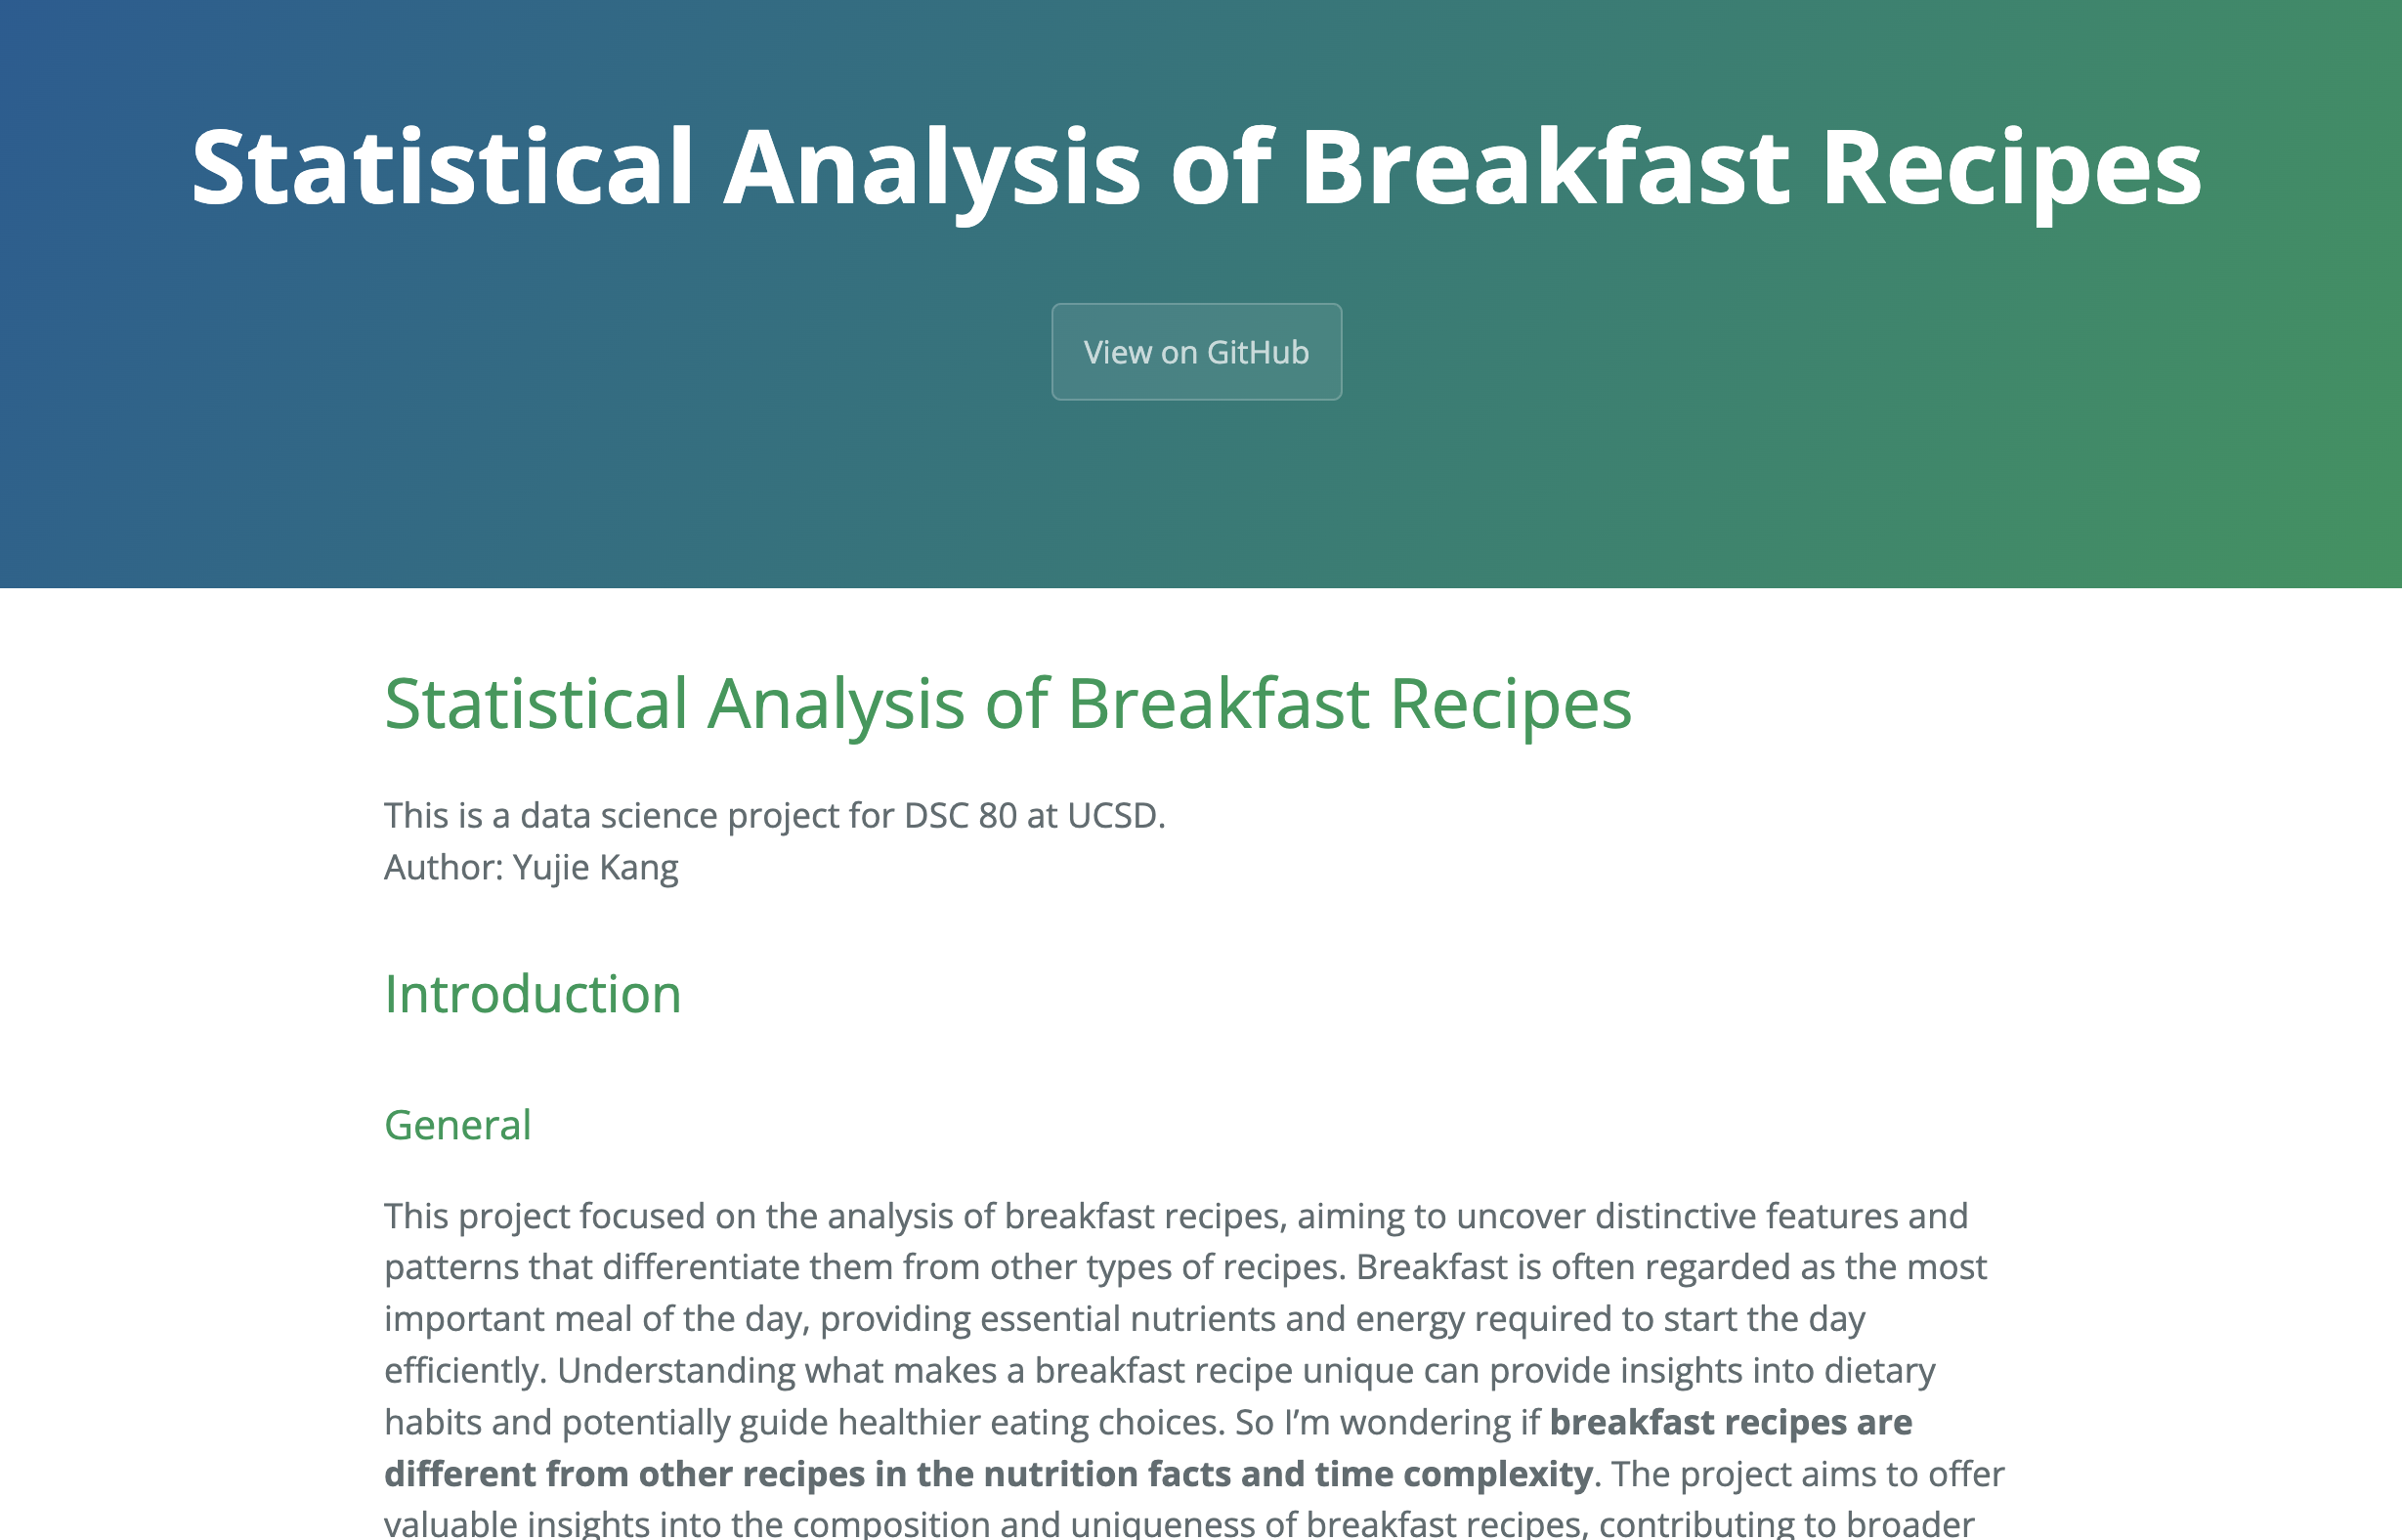 Statistical Analysis of Breakfast Recipes
View on GitHub
Statistical Analysis of Breakfast Recipes
This is a data science project for DSC 80 at UCSD.
Author: Yujie Kang
Introduction
General
This project focused on the analysis of breakfast recipes, aiming to uncover distinctive features and
patterns that differentiate them from other types of recipes. Breakfast is often regarded as the most
important meal of the day, providing essential nutrients and energy required to start the day
efficiently. Understanding what makes a breakfast recipe unique can provide insights into dietary
habits and potentially guide healthier eating choices. So I’m wondering if breakfast recipes are
different from other recipes in the nutrition facts and time complexity. The project aims to offer
valuable insights into the composition and uniqueness of breakfast recipes, contributing to broader